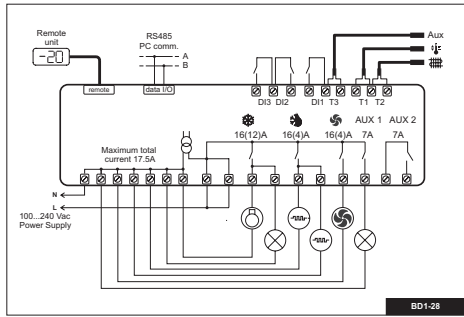 Remote
unit
-20
RS485
PC comm.
A
B
Aux
remote
data I/O
DI3 DI2 DI1 T3 T1 T2
AUX 1 AUX 2
16(12)A 16(4)A 16(4)A 7A 7A
Maximum total
current 17.5A
N
L
100...240 Vac
Power Supply
BD1-28